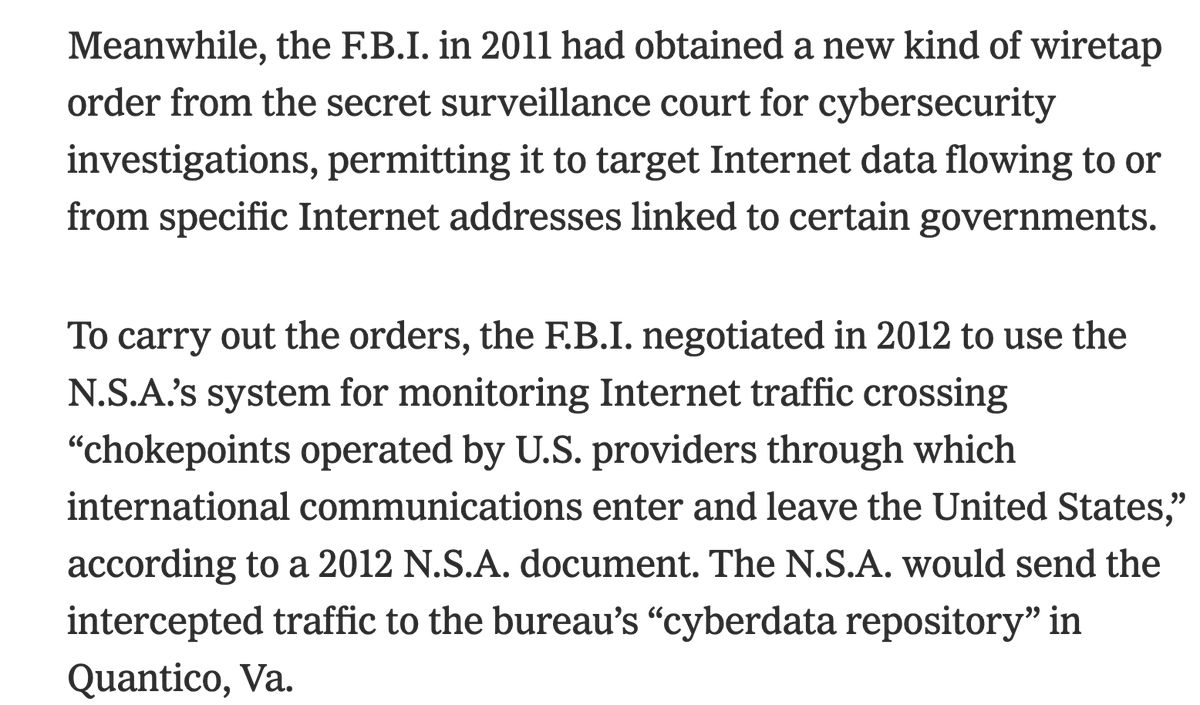 Meanwhile, the F.B.I. in 2011 had obtained a new kind of wiretap
order from the secret surveillance court for cybersecurity
investigations, permitting it to target Internet data flowing to or
from specific Internet addresses linked to certain governments.
To carry out the orders, the F.B.I. negotiated in 2012 to use the
N.S.A.’s system for monitoring Internet traffic crossing
“chokepoints operated by U.S. providers through which
international communications enter and leave the United States,”
according to a 2012 N.S.A. document. The N.S.A. would send the
intercepted traffic to the bureau’s “cyberdata repository” in
Quantico, Va.